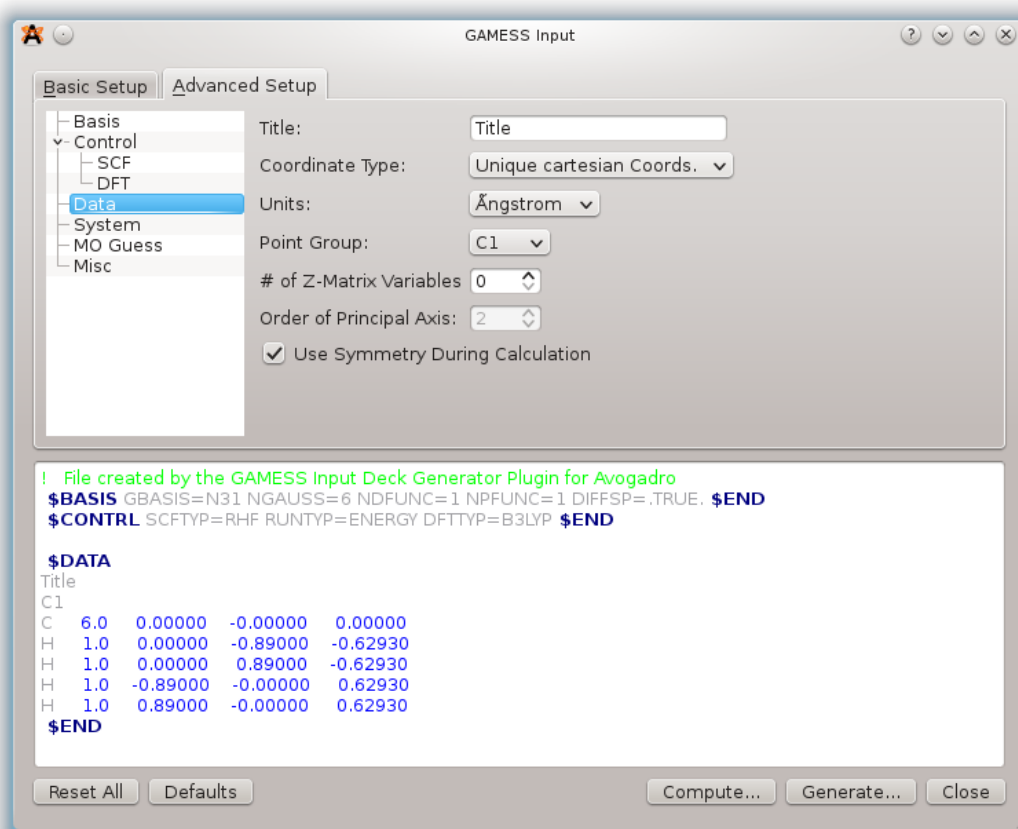 GAMESS Input
Basic Setup Advanced Setup
Basis
Control
SCF
DFT
Data
System
MO Guess
Misc
Title: Title
Coordinate Type: Unique cartesian Coords.
Units: Ãngstrom
Point Group: C1
# of Z-Matrix Variables 0
Order of Principal Axis: 2
Use Symmetry During Calculation
! File created by the GAMESS Input Deck Generator Plugin for Avogadro
$BASIS GBASIS=N31 NGAUSS=6 NDFUNC=1 NPFUNC=1 DIFFSP=.TRUE. $END
$CONTRL SCFTYP=RHF RUNTYP=ENERGY DFTTYP=B3LYP $END
$DATA
Title
C1
C 6.0 0.00000 -0.00000 0.00000
H 1.0 0.00000 -0.89000 -0.62930
H 1.0 0.00000 0.89000 -0.62930
H 1.0 -0.89000 -0.00000 0.62930
H 1.0 0.89000 -0.00000 0.62930
$END
Reset All Defaults Compute... Generate... Close